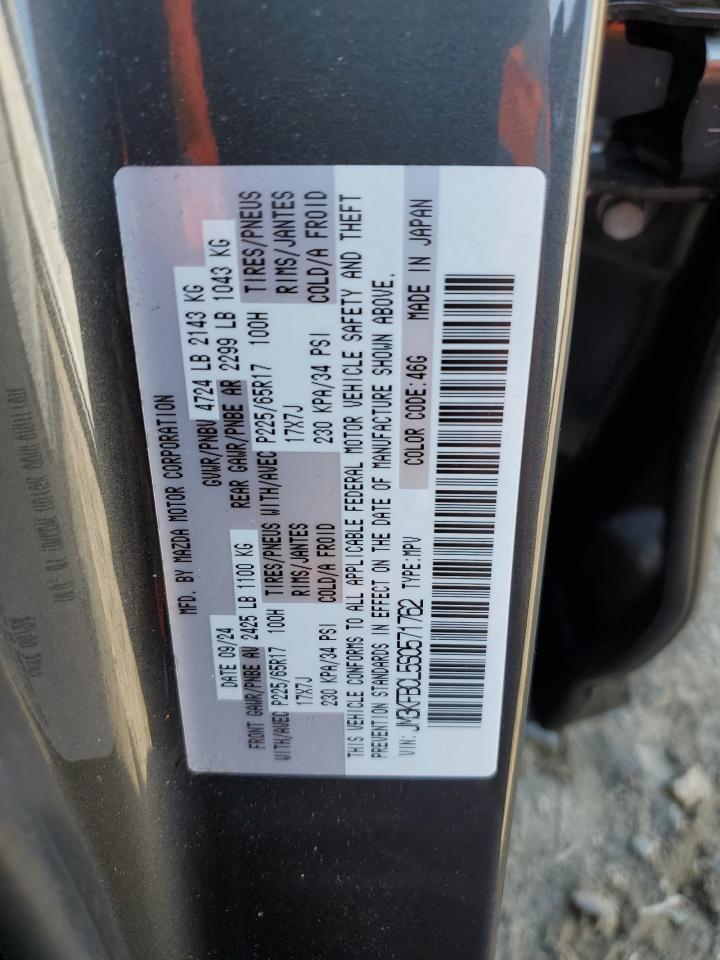 MFD. BY MAZDA MOTOR CORPORATION
DATE 09/24 GVWR/PNBV 4724 LB 2143 KG
FRONT GAWR/PNBE AV 2425 LB 1100 KG REAR GAWR/PNBE AR 2299 LB 1043 KG
WITH/AVEC P225/65R17 100H TIRES/PNEUS WITH/AVEC P225/65R17 100H TIRES/PNEUS
17X7J RIMS/JANTES 17X7J RIMS/JANTES
230 KPA/34 PSI COLD/A FROID 230 KPA/34 PSI COLD/A FROID
THIS VEHICLE CONFORMS TO ALL APPLICABLE FEDERAL MOTOR VEHICLE SAFETY AND THEFT
PREVENTION STANDARDS IN EFFECT ON THE DATE OF MANUFACTURE SHOWN ABOVE.
VIN: JM3KFBCL5S0571762 TYPE:MPV COLOR CODE:46G MADE IN JAPAN